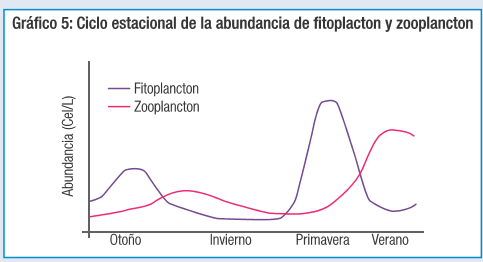 Gráfico 5: Ciclo estacional de la abundancia de fitoplacton y zooplancton
Fitoplancton
Zooplancton
Abundancia (Cel/L)
Otoño Invierno Primavera Verano